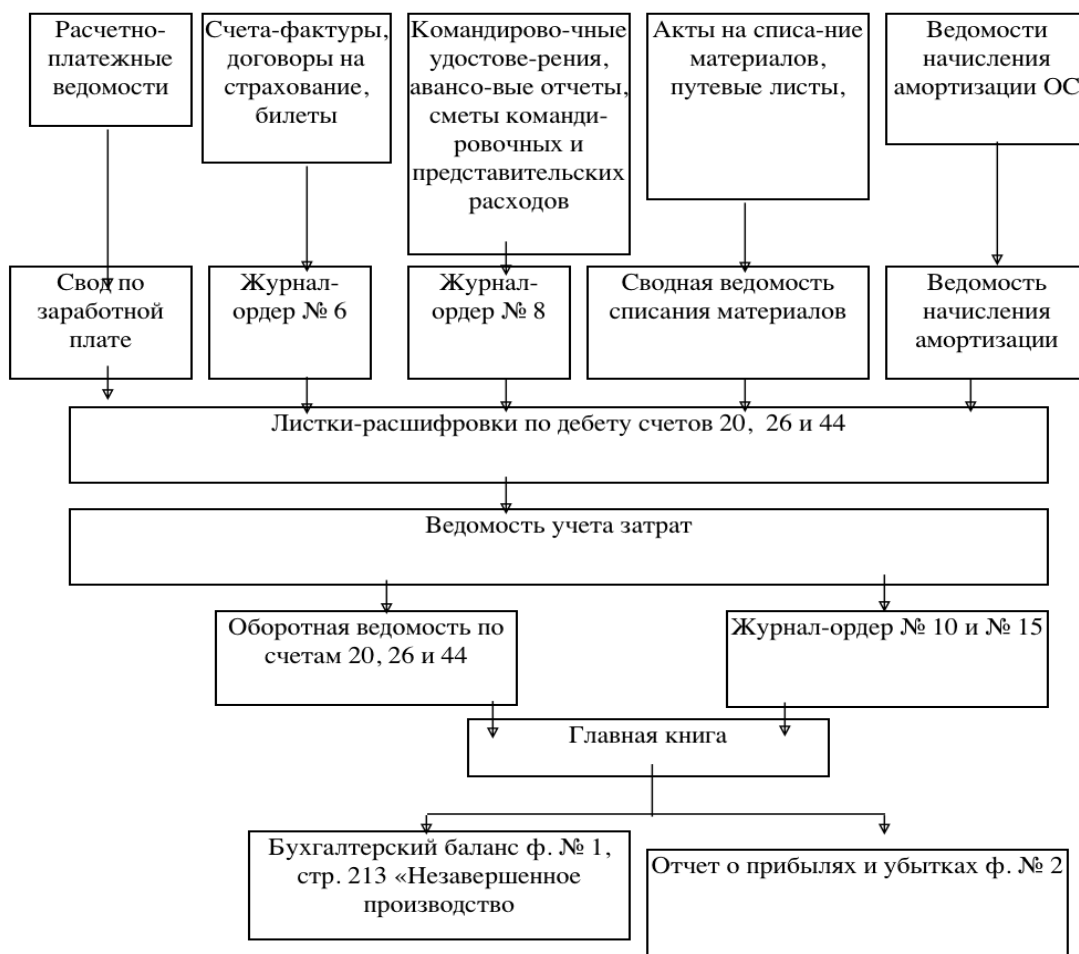 Расчетно-
платежные
ведомости
Счета-фактуры,
договоры на
страхование,
билеты
Командирово-чные
удостове-рения,
авансо-вые отчеты,
сметы команди-
ровочных и
представительских
расходов
Акты на списа-ние
материалов,
путевые листы,
Ведомости
начисления
амортизации ОС
Свод по
заработной
плате
Журнал-
ордер № 6
Журнал-
ордер № 8
Сводная ведомость
списания материалов
Ведомость
начисления
амортизации
Листки-расшифровки по дебету счетов 20, 26 и 44
Ведомость учета затрат
Оборотная ведомость по
счетам 20, 26 и 44
Журнал-ордер № 10 и № 15
Главная книга
Бухгалтерский баланс ф. № 1,
стр. 213 «Незавершенное
производство
Отчет о прибылях и убытках ф. № 2